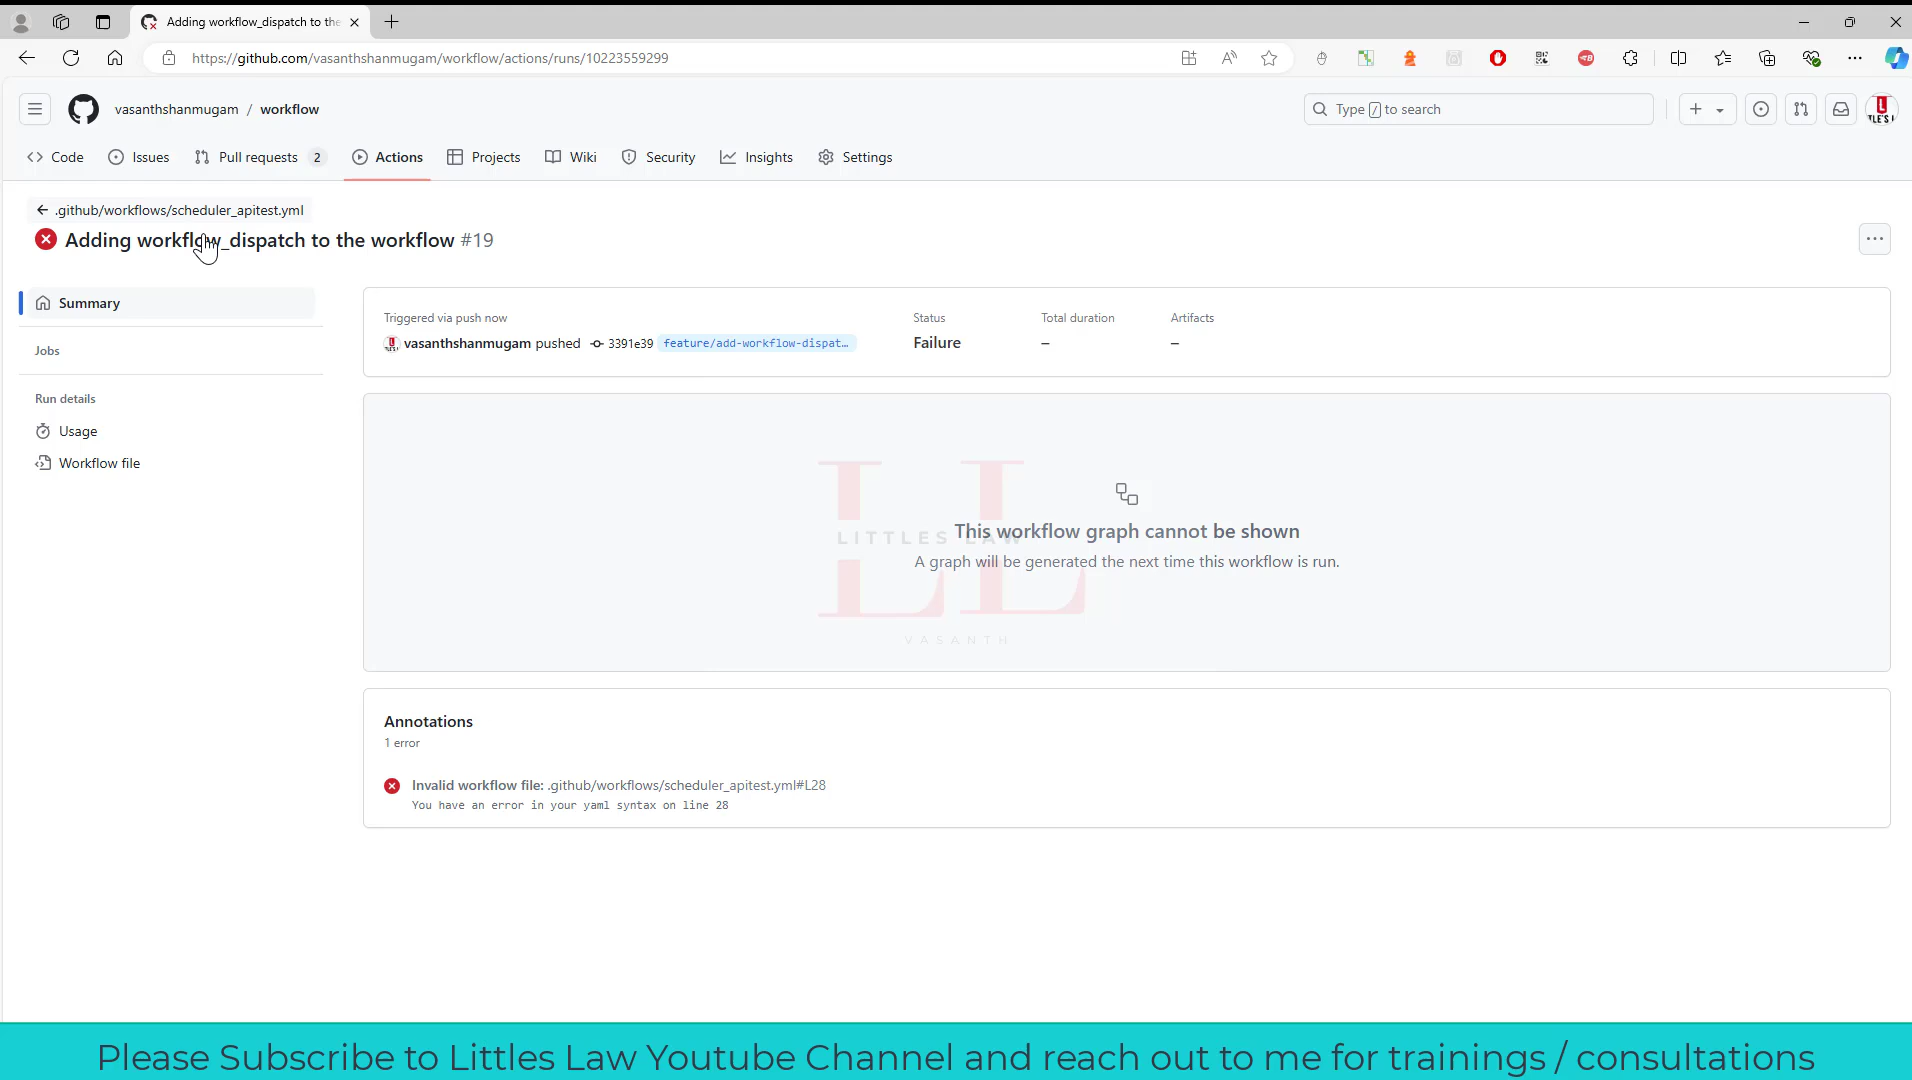 Adding workflow_dispatch to the
https://github.com/vasanthshanmugam/workflow/actions/runs/10223559299
vasanthshanmugam / workflow
Type / to search
Code
Issues
Pull requests 2
Actions
Projects
Wiki
Security
Insights
Settings
.github/workflows/scheduler_apitest.yml
Adding workflow_dispatch to the workflow #19
Summary
Jobs
Run details
Usage
Workflow file
Triggered via push now
vasanthshanmugam pushed 3391e39 feature/add-workflow-dispat…
Status
Failure
Total duration
–
Artifacts
–
This workflow graph cannot be shown
A graph will be generated the next time this workflow is run.
LL
LITTLES LAW
VASANTH
Annotations
1 error
Invalid workflow file: .github/workflows/scheduler_apitest.yml#L28
You have an error in your yaml syntax on line 28
Please Subscribe to Littles Law Youtube Channel and reach out to me for trainings / consultations